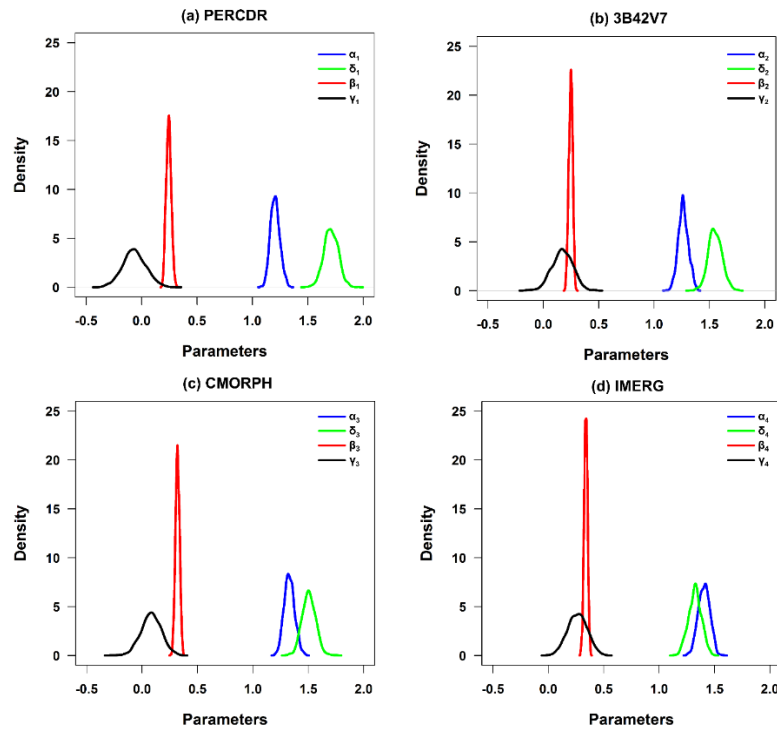 (a) PERCDR
25
20
15
10
5
0
Density
-0.5 0.0 0.5 1.0 1.5 2.0
Parameters
α1
δ1
β1
γ1
(b) 3B42V7
25
20
15
10
5
0
Density
-0.5 0.0 0.5 1.0 1.5 2.0
Parameters
α2
δ2
β2
γ2
(c) CMORPH
25
20
15
10
5
0
Density
-0.5 0.0 0.5 1.0 1.5 2.0
Parameters
α3
δ3
β3
γ3
(d) IMERG
25
20
15
10
5
0
Density
-0.5 0.0 0.5 1.0 1.5 2.0
Parameters
α4
δ4
β4
γ4